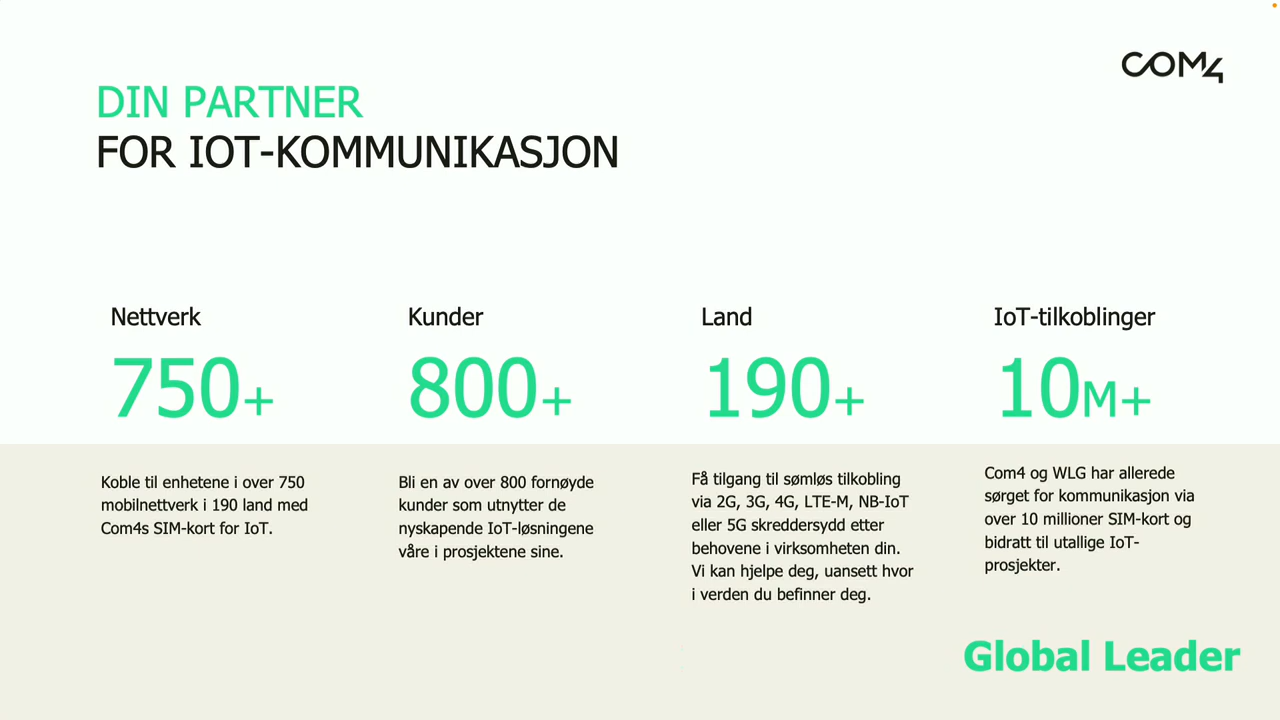 COM4
DIN PARTNER
FOR IOT-KOMMUNIKASJON
Nettverk
750+
Koble til enhetene i over 750
mobilnettverk i 190 land med
Com4s SIM-kort for IoT.
Kunder
800+
Bli en av over 800 fornøyde
kunder som utnytter de
nyskapende IoT-løsningene
våre i prosjektene sine.
Land
190+
Få tilgang til sømløs tilkobling
via 2G, 3G, 4G, LTE-M, NB-IoT
eller 5G skreddersydd etter
behovene i virksomheten din.
Vi kan hjelpe deg, uansett hvor
i verden du befinner deg.
IoT-tilkoblinger
10M+
Com4 og WLG har allerede
sørget for kommunikasjon via
over 10 millioner SIM-kort og
bidratt til utallige IoT-
prosjekter.
Global Leader